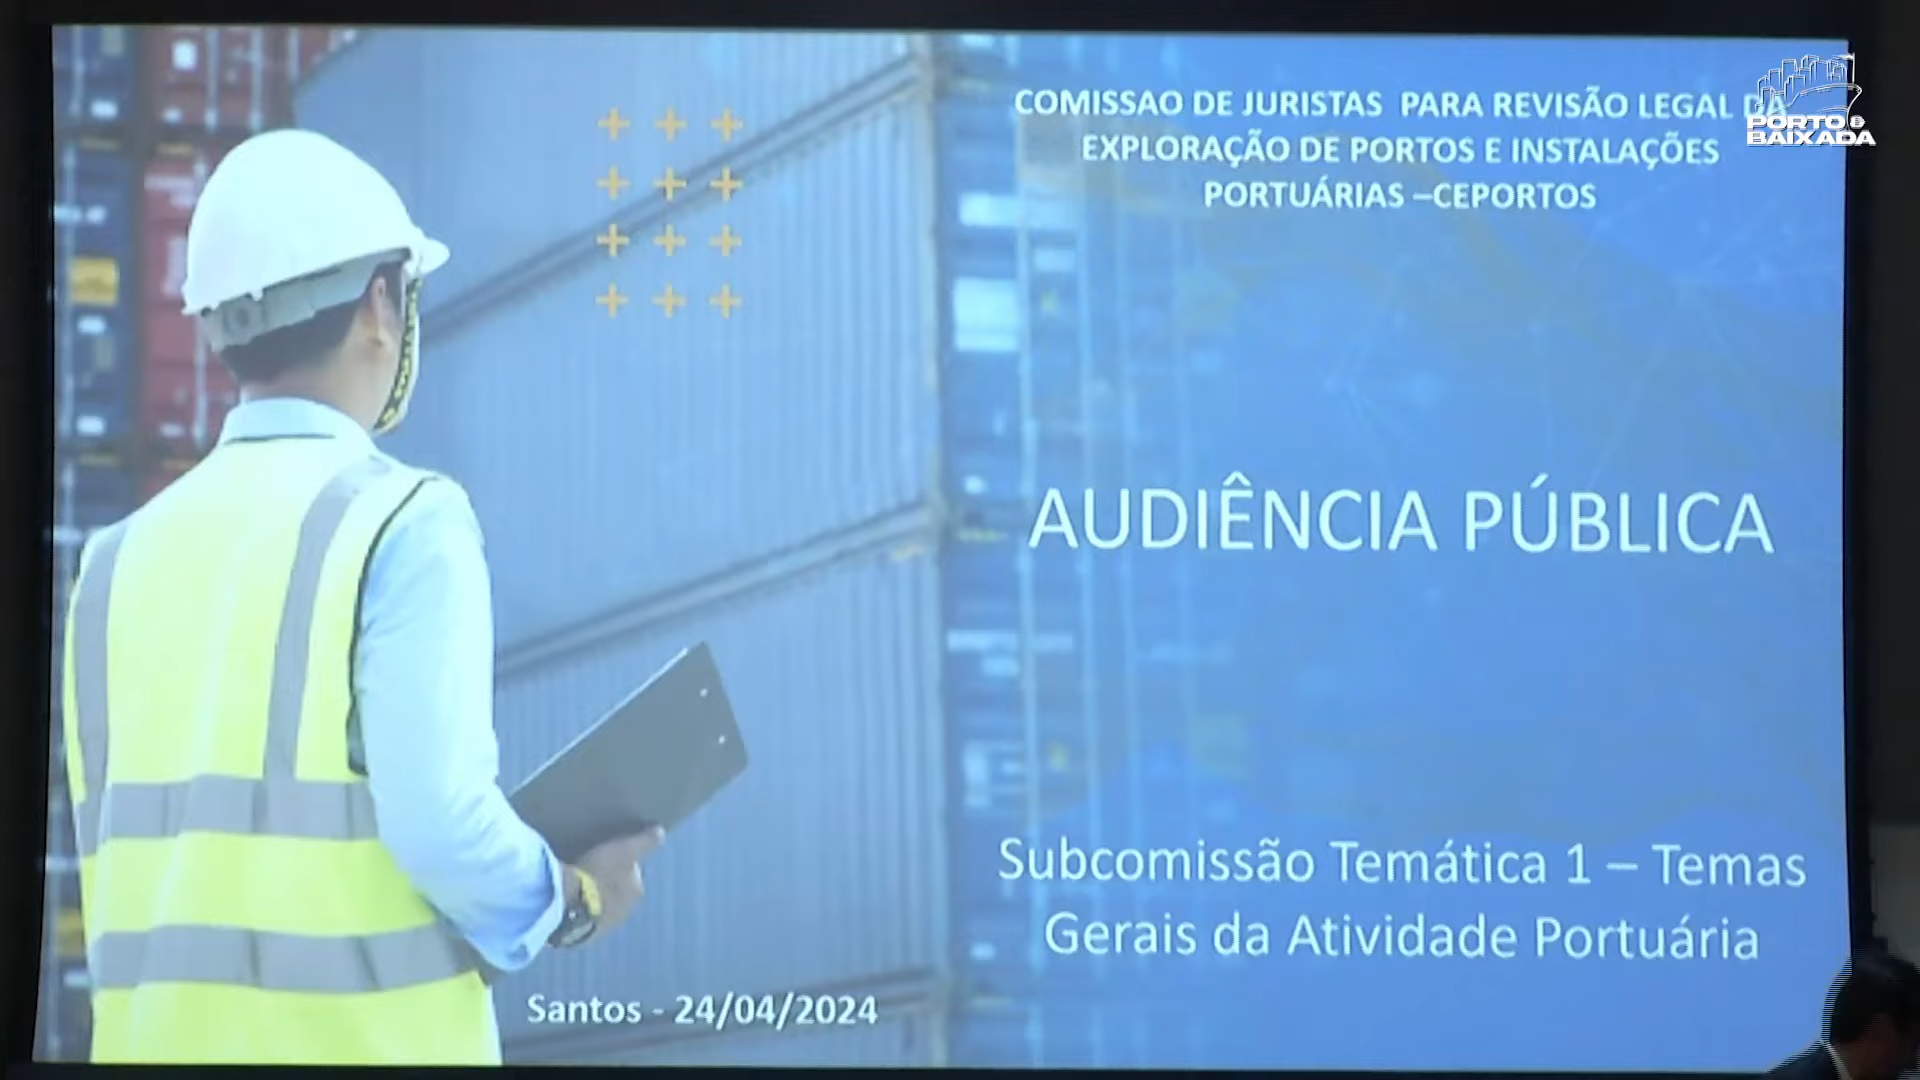 COMISSAO DE JURISTAS PARA REVISÃO LEGAL DA
EXPLORAÇÃO DE PORTOS E INSTALAÇÕES
PORTUÁRIAS –CEPORTOS
PORTO &
BAIXADA
AUDIÊNCIA PÚBLICA
Subcomissão Temática 1 – Temas
Gerais da Atividade Portuária
Santos - 24/04/2024